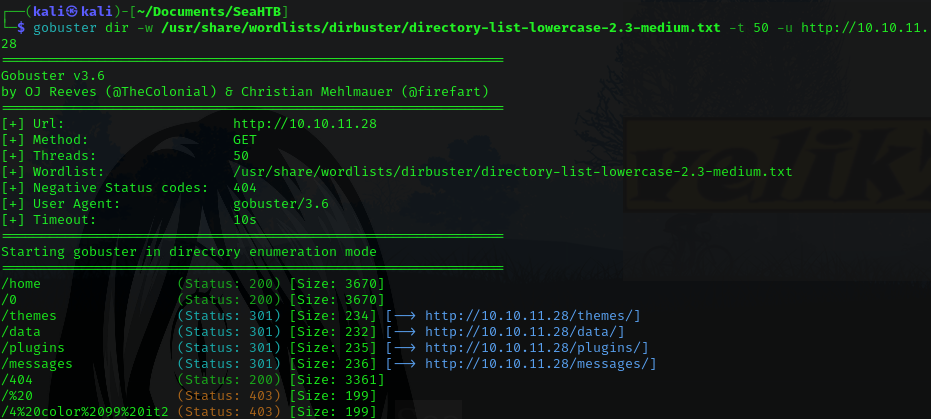 ┌──(kali㉿kali)-[~/Documents/SeaHTB]
└─$ gobuster dir -w /usr/share/wordlists/dirbuster/directory-list-lowercase-2.3-medium.txt -t 50 -u http://10.10.11.
28
===============================================================
Gobuster v3.6
by OJ Reeves (@TheColonial) & Christian Mehlmauer (@firefart)
===============================================================
[+] Url:                     http://10.10.11.28
[+] Method:                  GET
[+] Threads:                 50
[+] Wordlist:                /usr/share/wordlists/dirbuster/directory-list-lowercase-2.3-medium.txt
[+] Negative Status codes:   404
[+] User Agent:              gobuster/3.6
[+] Timeout:                 10s
===============================================================
Starting gobuster in directory enumeration mode
===============================================================
/home                 (Status: 200) [Size: 3670]
/0                    (Status: 200) [Size: 3670]
/themes               (Status: 301) [Size: 234] [--> http://10.10.11.28/themes/]
/data                 (Status: 301) [Size: 232] [--> http://10.10.11.28/data/]
/plugins              (Status: 301) [Size: 235] [--> http://10.10.11.28/plugins/]
/messages             (Status: 301) [Size: 236] [--> http://10.10.11.28/messages/]
/404                  (Status: 200) [Size: 3361]
/%20                  (Status: 403) [Size: 199]
/4%20color%2099%20it2 (Status: 403) [Size: 199]
relik